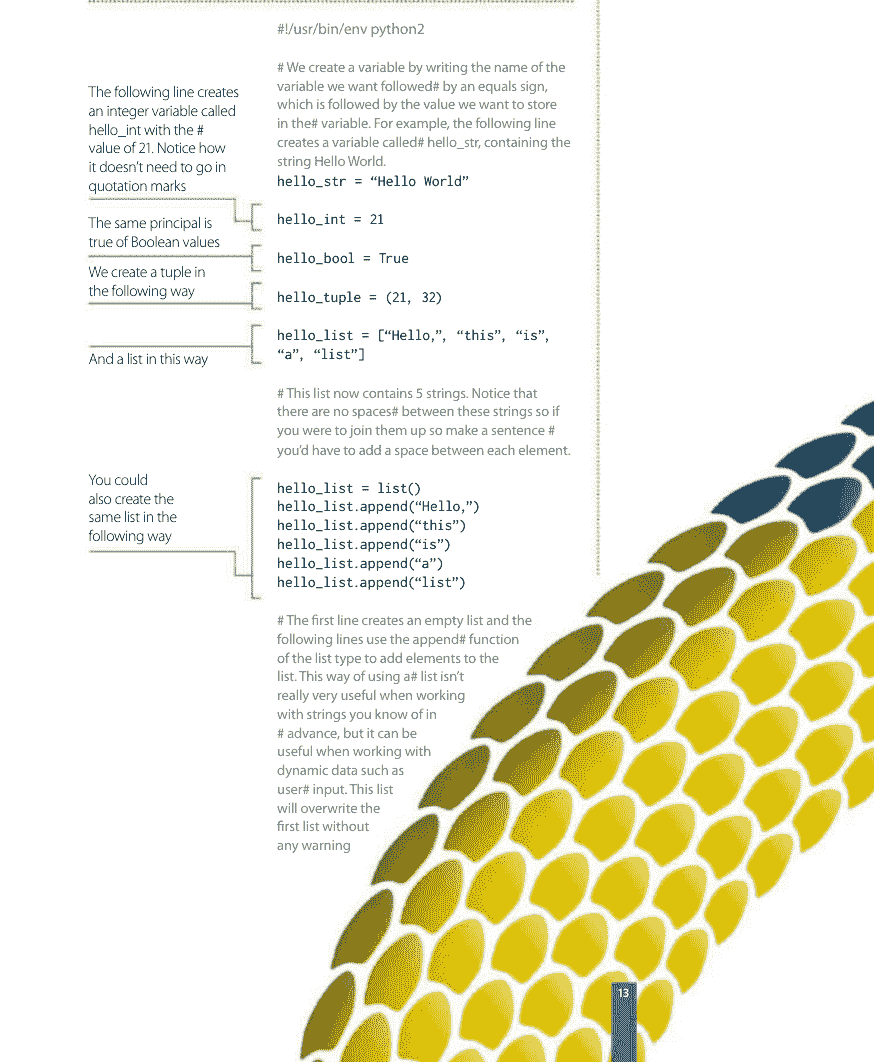 #!/usr/bin/env python2
# We create a variable by writing the name of the
variable we want followed# by an equals sign,
which is followed by the value we want to store
in the# variable. For example, the following line
creates a variable called# hello_str, containing the
string Hello World.
hello_str = “Hello World”
The following line creates
an integer variable called
hello_int with the #
value of 21. Notice how
it doesn’t need to go in
quotation marks
hello_int = 21
The same principal is
true of Boolean values
hello_bool = True
We create a tuple in
the following way
hello_tuple = (21, 32)
And a list in this way
hello_list = [“Hello,”, “this”, “is”,
“a”, “list”]
# This list now contains 5 strings. Notice that
there are no spaces# between these strings so if
you were to join them up so make a sentence #
you’d have to add a space between each element.
You could
also create the
same list in the
following way
hello_list = list()
hello_list.append(“Hello,”)
hello_list.append(“this”)
hello_list.append(“is”)
hello_list.append(“a”)
hello_list.append(“list”)
# The first line creates an empty list and the
following lines use the append# function
of the list type to add elements to the
list. This way of using a# list isn’t
really very useful when working
with strings you know of in
# advance, but it can be
useful when working with
dynamic data such as
user# input. This list
will overwrite the
first list without
any warning
13